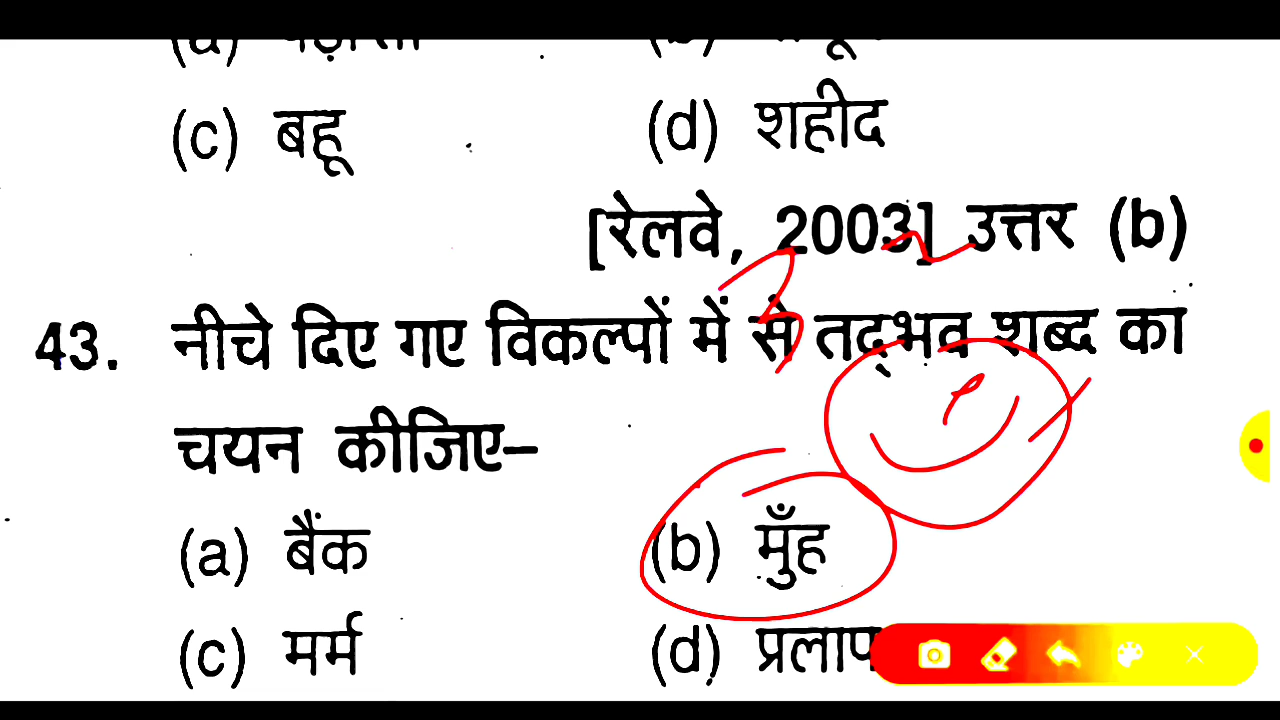 (c) बहू (d) शहीद
[रेलवे, 2003] उत्तर (b)
43. नीचे दिए गए विकल्पों में से तद्भव शब्द का
चयन कीजिए–
(a) बैंक (b) मुँह
(c) मर्म (d) प्रलाप